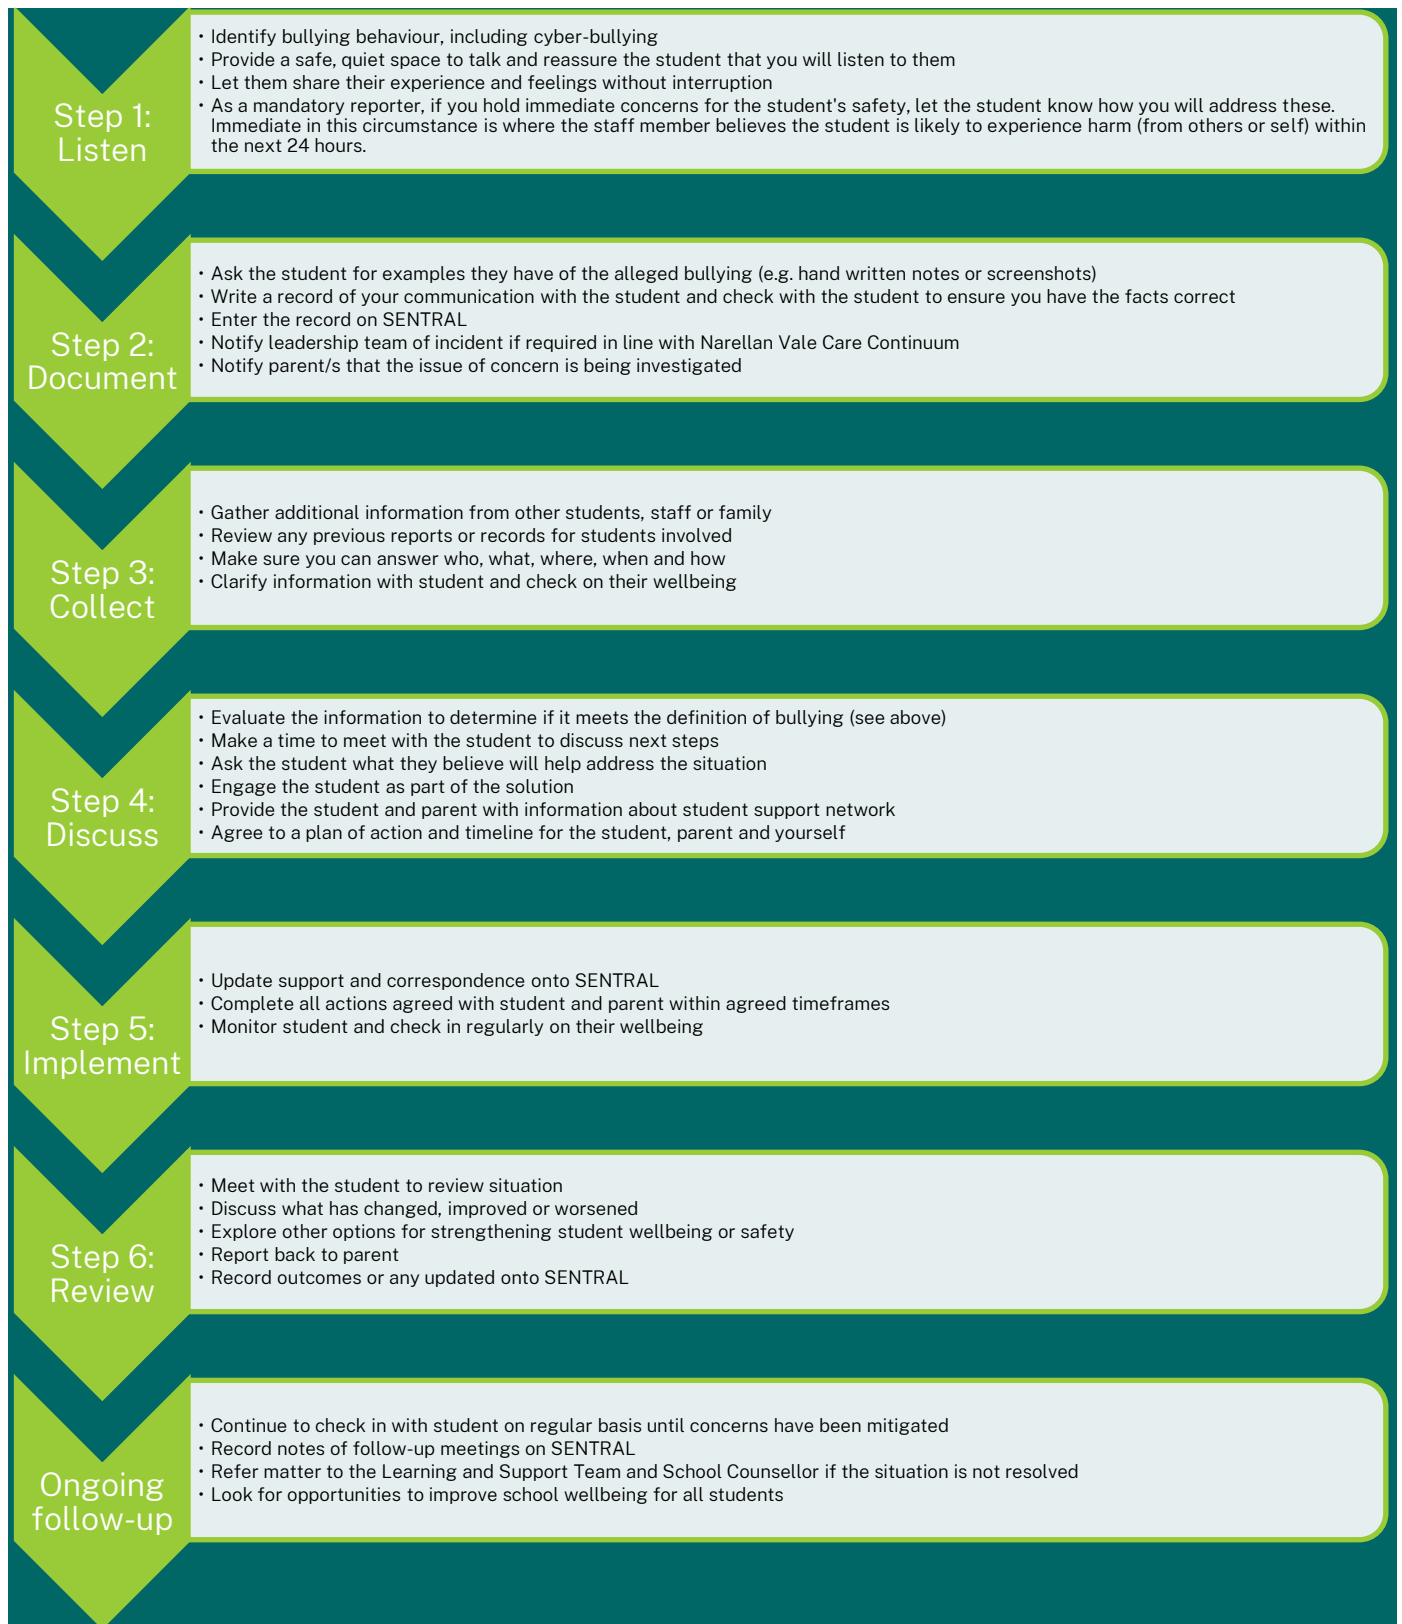 Step 1:
Listen
• Identify bullying behaviour, including cyber-bullying
• Provide a safe, quiet space to talk and reassure the student that you will listen to them
• Let them share their experience and feelings without interruption
• As a mandatory reporter, if you hold immediate concerns for the student's safety, let the student know how you will address these.
Immediate in this circumstance is where the staff member believes the student is likely to experience harm (from others or self) within
the next 24 hours.
Step 2:
Document
• Ask the student for examples they have of the alleged bullying (e.g. hand written notes or screenshots)
• Write a record of your communication with the student and check with the student to ensure you have the facts correct
• Enter the record on SENTRAL
• Notify leadership team of incident if required in line with Narellan Vale Care Continuum
• Notify parent/s that the issue of concern is being investigated
Step 3:
Collect
• Gather additional information from other students, staff or family
• Review any previous reports or records for students involved
• Make sure you can answer who, what, where, when and how
• Clarify information with student and check on their wellbeing
Step 4:
Discuss
• Evaluate the information to determine if it meets the definition of bullying (see above)
• Make a time to meet with the student to discuss next steps
• Ask the student what they believe will help address the situation
• Engage the student as part of the solution
• Provide the student and parent with information about student support network
• Agree to a plan of action and timeline for the student, parent and yourself
Step 5:
Implement
• Update support and correspondence onto SENTRAL
• Complete all actions agreed with student and parent within agreed timeframes
• Monitor student and check in regularly on their wellbeing
Step 6:
Review
• Meet with the student to review situation
• Discuss what has changed, improved or worsened
• Explore other options for strengthening student wellbeing or safety
• Report back to parent
• Record outcomes or any updated onto SENTRAL
Ongoing
follow-up
• Continue to check in with student on regular basis until concerns have been mitigated
• Record notes of follow-up meetings on SENTRAL
• Refer matter to the Learning and Support Team and School Counsellor if the situation is not resolved
• Look for opportunities to improve school wellbeing for all students